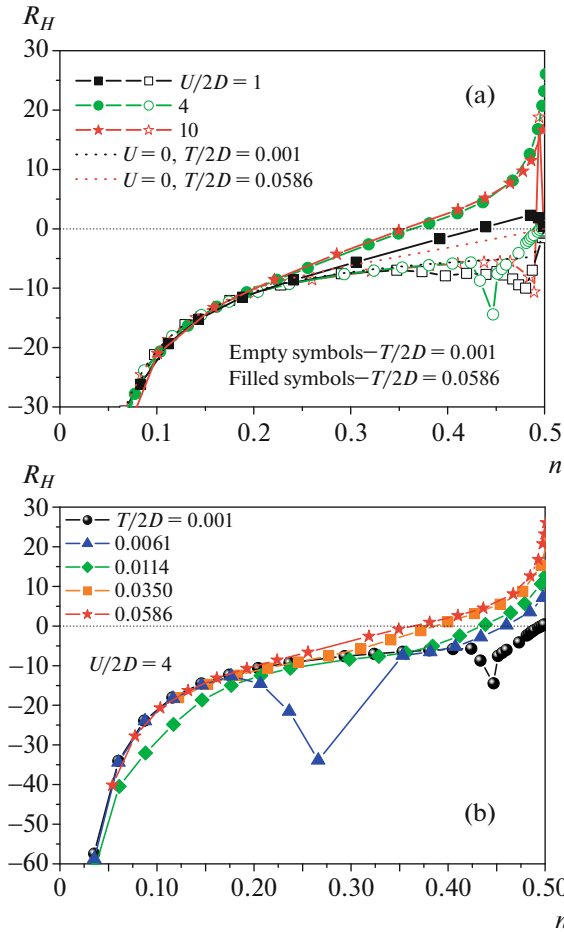 R_H
30
(a)
U/2D = 1
4
10
U = 0, T/2D = 0.001
U = 0, T/2D = 0.0586
20
10
0
−10
−20
−30
Empty symbols−T/2D = 0.001
Filled symbols−T/2D = 0.0586
0 0.1 0.2 0.3 0.4 0.5
n
R_H
30
20
10
0
−10
−20
−30
−40
−50
−60
T/2D = 0.001
0.0061
0.0114
0.0350
0.0586
U/2D = 4
(b)
0 0.10 0.20 0.30 0.40 0.50
n